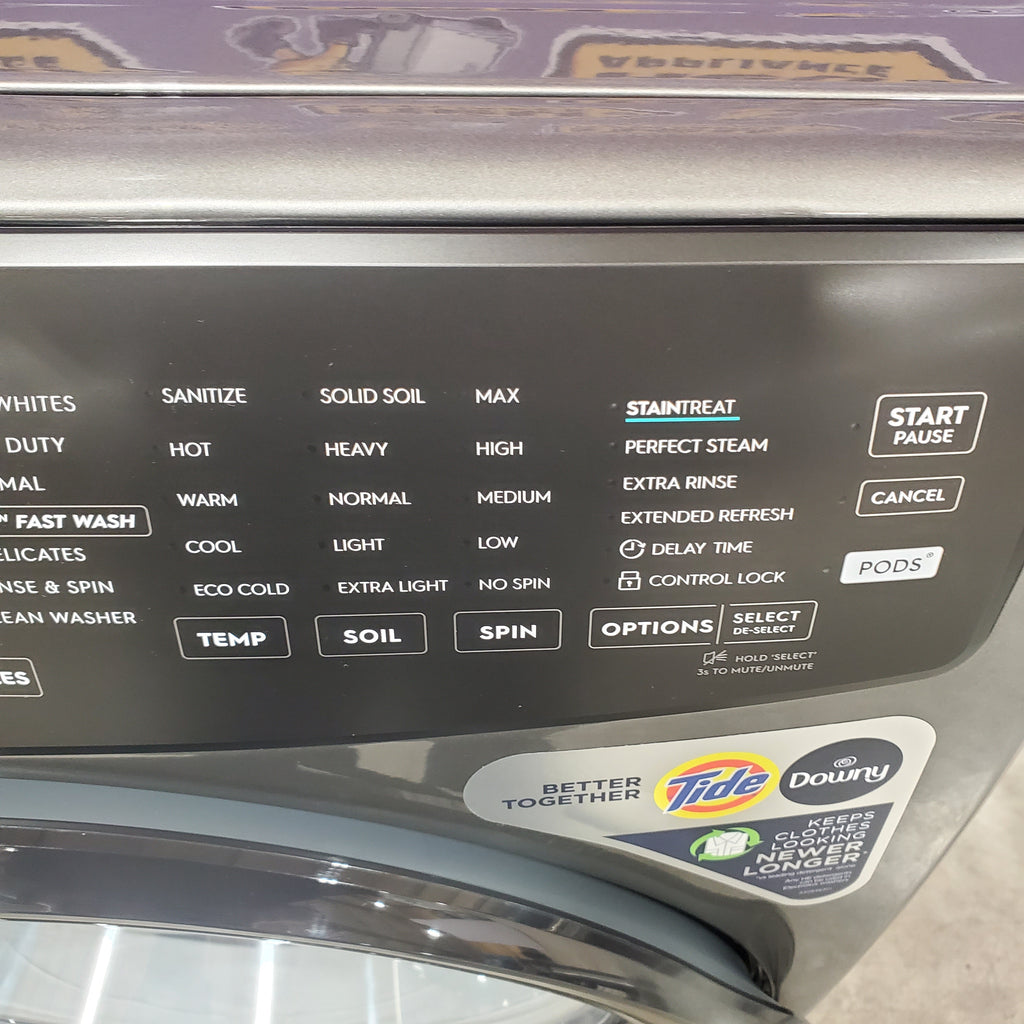 APPLIANCE
WHITES
DUTY
MAL
FAST WASH
ELICATES
NSE & SPIN
EAN WASHER
ES
SANITIZE
HOT
WARM
COOL
ECO COLD
TEMP
SOLID SOIL
HEAVY
NORMAL
LIGHT
EXTRA LIGHT
SOIL
MAX
HIGH
MEDIUM
LOW
NO SPIN
SPIN
STAINTREAT
PERFECT STEAM
EXTRA RINSE
EXTENDED REFRESH
DELAY TIME
CONTROL LOCK
OPTIONS
SELECT
DE-SELECT
HOLD "SELECT"
3s TO MUTE/UNMUTE
START
PAUSE
CANCEL
PODS®
BETTER
TOGETHER
Tide
Downy
KEEPS
CLOTHES
LOOKING
NEWER
LONGER*